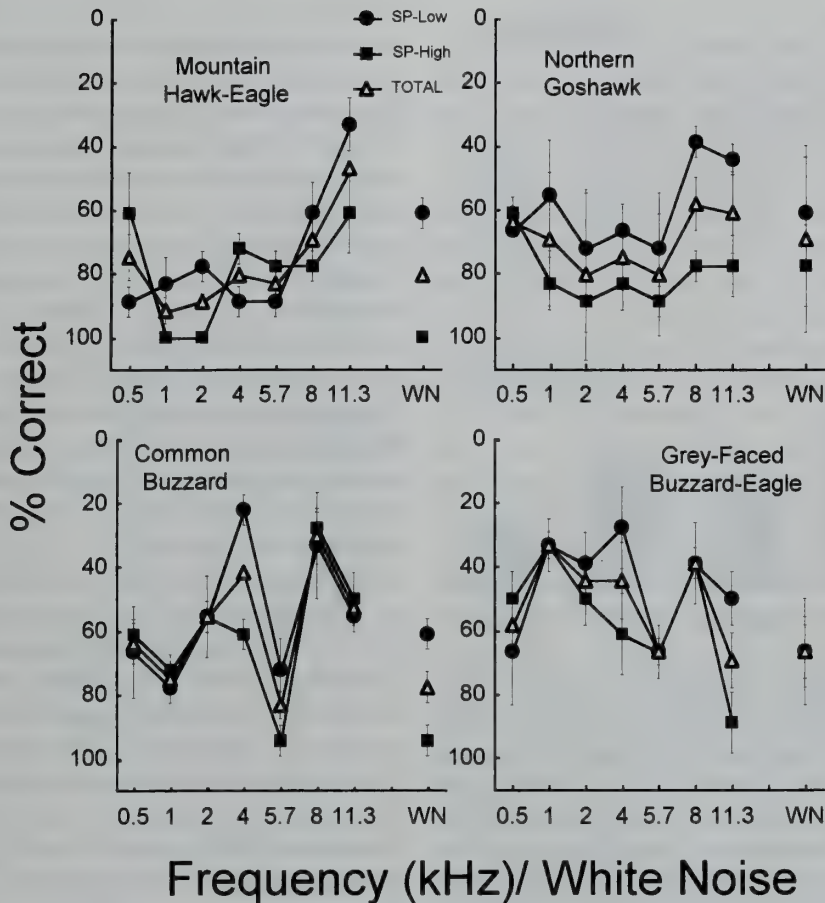 SP-Low
SP-High
TOTAL
Mountain
Hawk-Eagle
Northern
Goshawk
0
20
40
60
80
100
0
20
40
60
80
100
0.5 1 2 4 5.7 8 11.3 WN
0.5 1 2 4 5.7 8 11.3 WN
% Correct
Common
Buzzard
Grey-Faced
Buzzard-Eagle
0
20
40
60
80
100
0
20
40
60
80
100
0.5 1 2 4 5.7 8 11.3 WN
0.5 1 2 4 5.7 8 11.3 WN
Frequency (kHz)/ White Noise